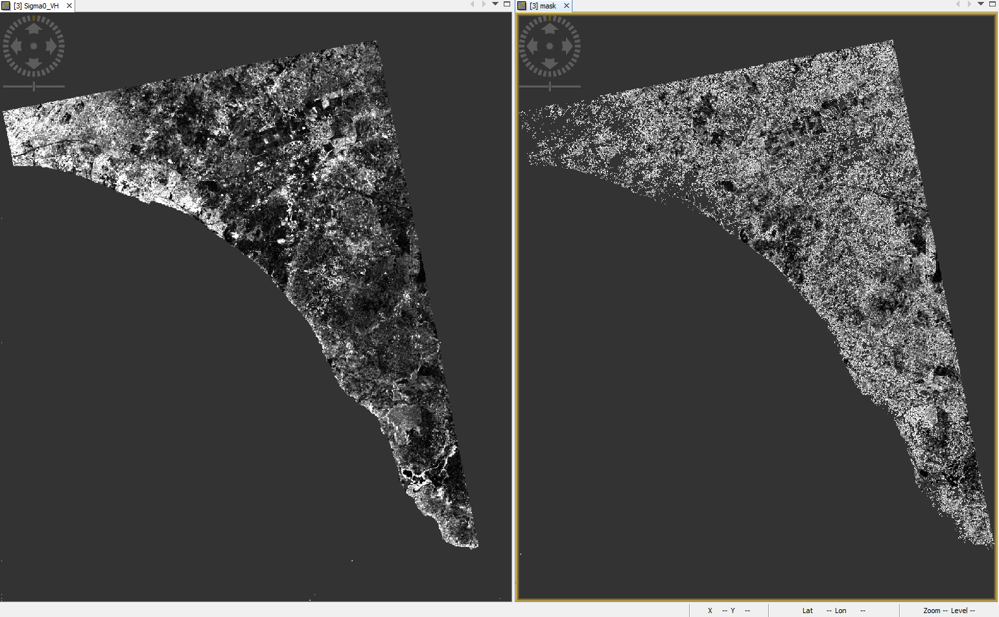 [3] Sigma0_VH
[3] mask
X -- Y --
Lat -- Lon --
Zoom -- Level --